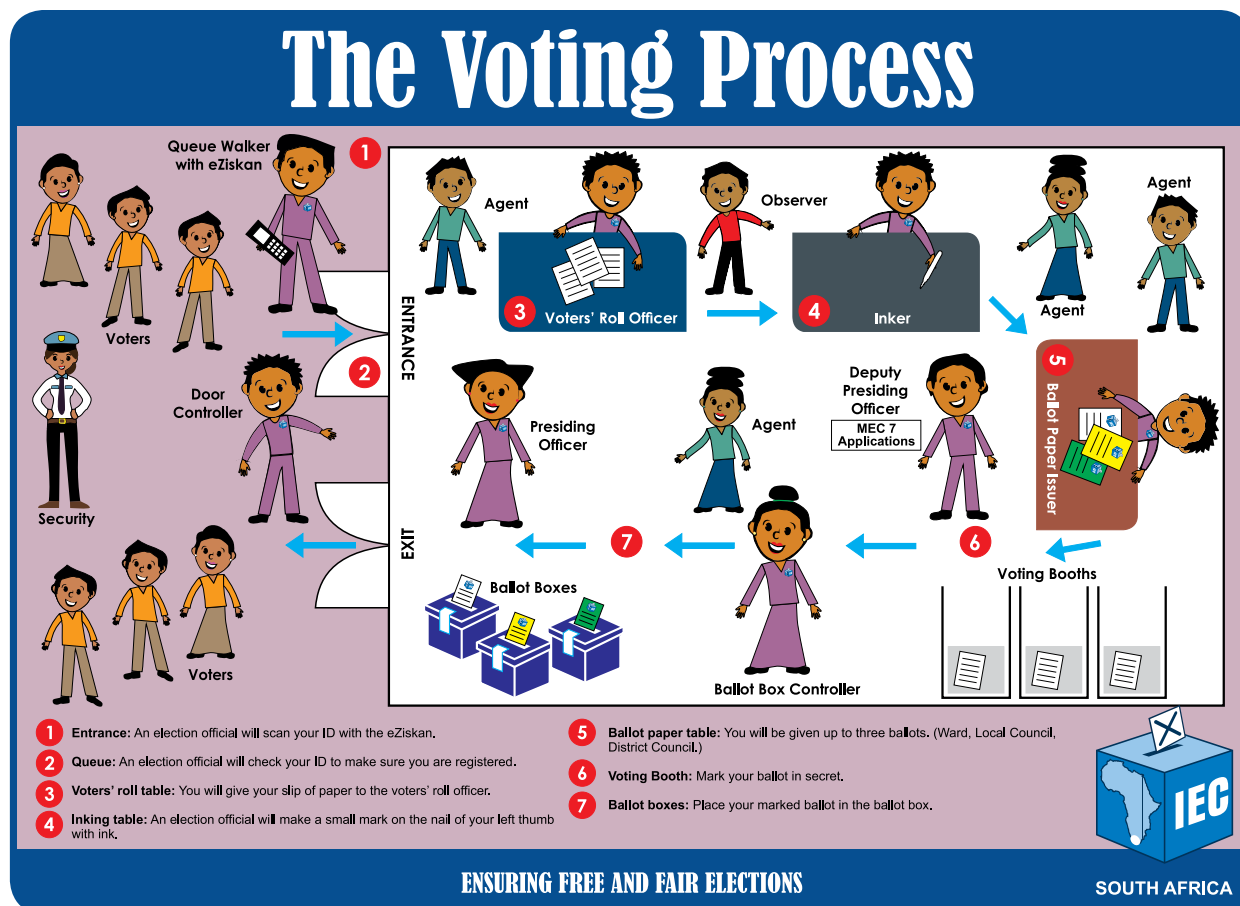 The Voting Process
Queue Walker
with eZiskan
1
Voters
Security
Door
Controller
2
ENTRANCE
EXIT
Voters
Agent
3
Voters' Roll Officer
Observer
4
Inker
Agent
Agent
5
Ballot Paper Issuer
Presiding
Officer
Agent
Deputy
Presiding
Officer
MEC 7
Applications
6
7
Voting Booths
Ballot Boxes
Ballot Box Controller
1 Entrance: An election official will scan your ID with the eZiskan.
2 Queue: An election official will check your ID to make sure you are registered.
3 Voters' roll table: You will give your slip of paper to the voters' roll officer.
4 Inking table: An election official will make a small mark on the nail of your left thumb
with ink.
5 Ballot paper table: You will be given up to three ballots. (Ward, Local Council,
District Council.)
6 Voting Booth: Mark your ballot in secret.
7 Ballot boxes: Place your marked ballot in the ballot box.
IEC
SOUTH AFRICA
ENSURING FREE AND FAIR ELECTIONS